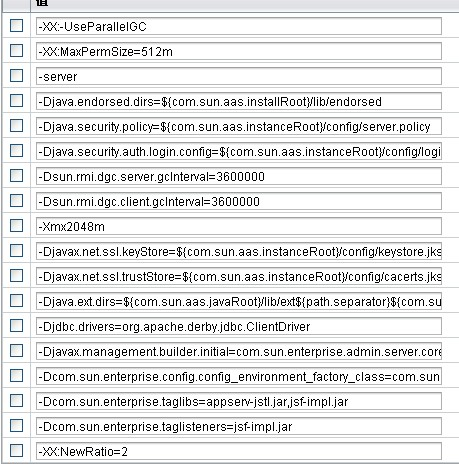 值
-XX:-UseParallelGC
-XX:MaxPermSize=512m
-server
-Djava.endorsed.dirs=${com.sun.aas.installRoot}/lib/endorsed
-Djava.security.policy=${com.sun.aas.instanceRoot}/config/server.policy
-Djava.security.auth.login.config=${com.sun.aas.instanceRoot}/config/logi
-Dsun.rmi.dgc.server.gcInterval=3600000
-Dsun.rmi.dgc.client.gcInterval=3600000
-Xmx2048m
-Djavax.net.ssl.keyStore=${com.sun.aas.instanceRoot}/config/keystore.jks
-Djavax.net.ssl.trustStore=${com.sun.aas.instanceRoot}/config/cacerts.jks
-Djava.ext.dirs=${com.sun.aas.javaRoot}/lib/ext${path.separator}${com.su
-Djdbc.drivers=org.apache.derby.jdbc.ClientDriver
-Djavax.management.builder.initial=com.sun.enterprise.admin.server.core
-Dcom.sun.enterprise.config.config_environment_factory_class=com.sun
-Dcom.sun.enterprise.taglibs=appserv-jstl.jar,jsf-impl.jar
-Dcom.sun.enterprise.taglisteners=jsf-impl.jar
-XX:NewRatio=2